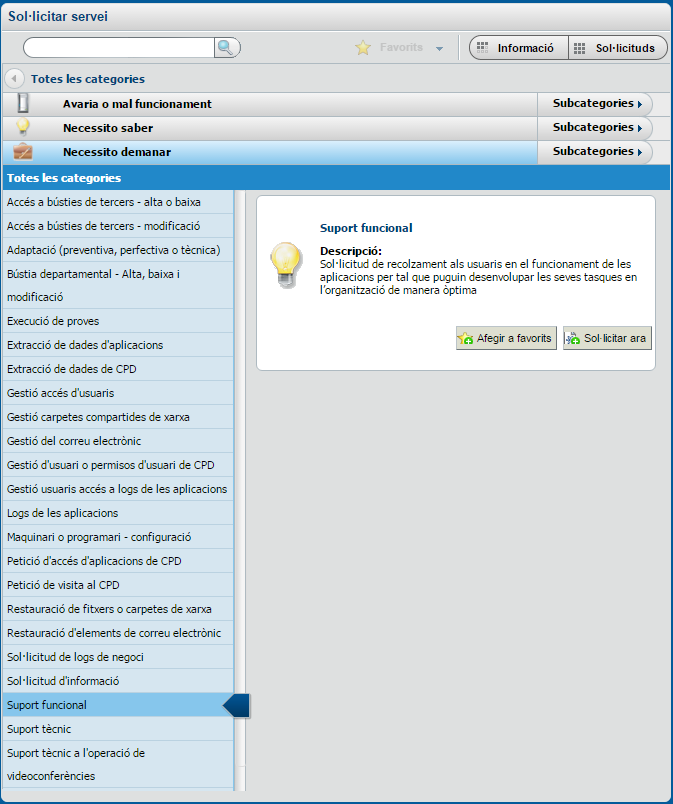 Sol·licitar servei
Favorits
Informació
Sol·licituds
Totes les categories
Avaria o mal funcionament
Subcategories
Necessito saber
Subcategories
Necessito demanar
Subcategories
Totes les categories
Accés a bústies de tercers - alta o baixa
Accés a bústies de tercers - modificació
Adaptació (preventiva, perfectiva o tècnica)
Bústia departamental - Alta, baixa i
modificació
Execució de proves
Extracció de dades d'aplicacions
Extracció de dades de CPD
Gestió accés d'usuaris
Gestió carpetes compartides de xarxa
Gestió del correu electrònic
Gestió d'usuari o permisos d'usuari de CPD
Gestió usuaris accés a logs de les aplicacions
Logs de les aplicacions
Maquinari o programari - configuració
Petició d'accés d'aplicacions de CPD
Petició de visita al CPD
Restauració de fitxers o carpetes de xarxa
Restauració d'elements de correu electrònic
Sol·licitud de logs de negoci
Sol·licitud d'informació
Suport funcional
Suport tècnic
Suport tècnic a l'operació de
videoconferències
Suport funcional
Descripció:
Sol·licitud de recolzament als usuaris en el funcionament de les
aplicacions per tal que puguin desenvolupar les seves tasques en
l'organització de manera òptima
Afegir a favorits
Sol·licitar ara